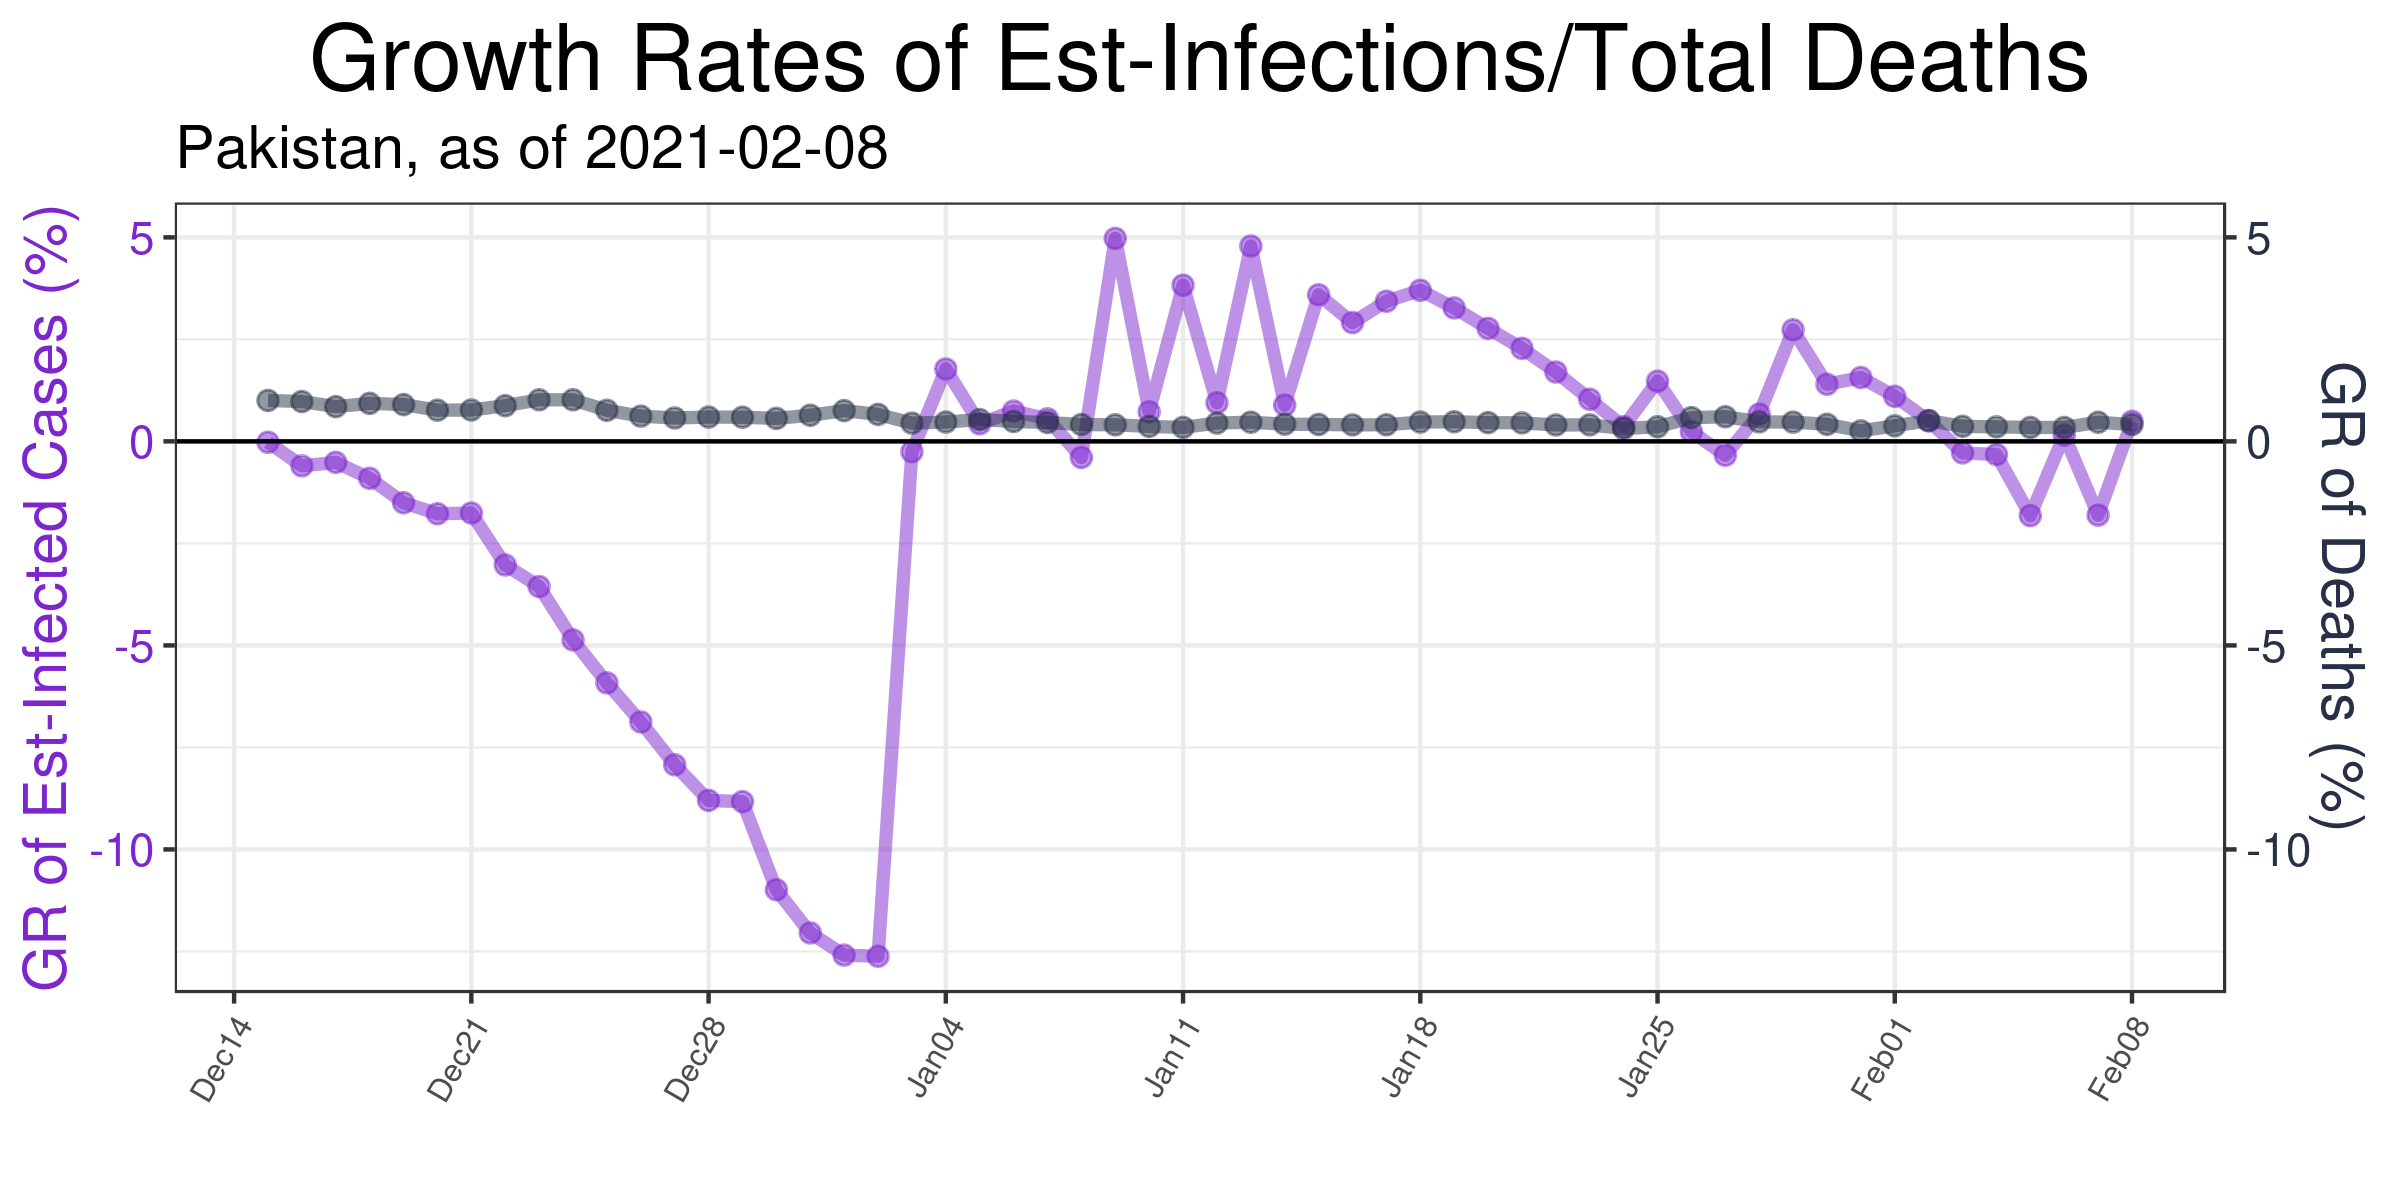 Growth Rates of Est-Infections/Total Deaths
Pakistan, as of 2021-02-08
GR of Est-Infected Cases (%)
5
0
-5
-10
5
0
-5
-10
GR of Deaths (%)
Dec14
Dec21
Dec28
Jan04
Jan11
Jan18
Jan25
Feb01
Feb08